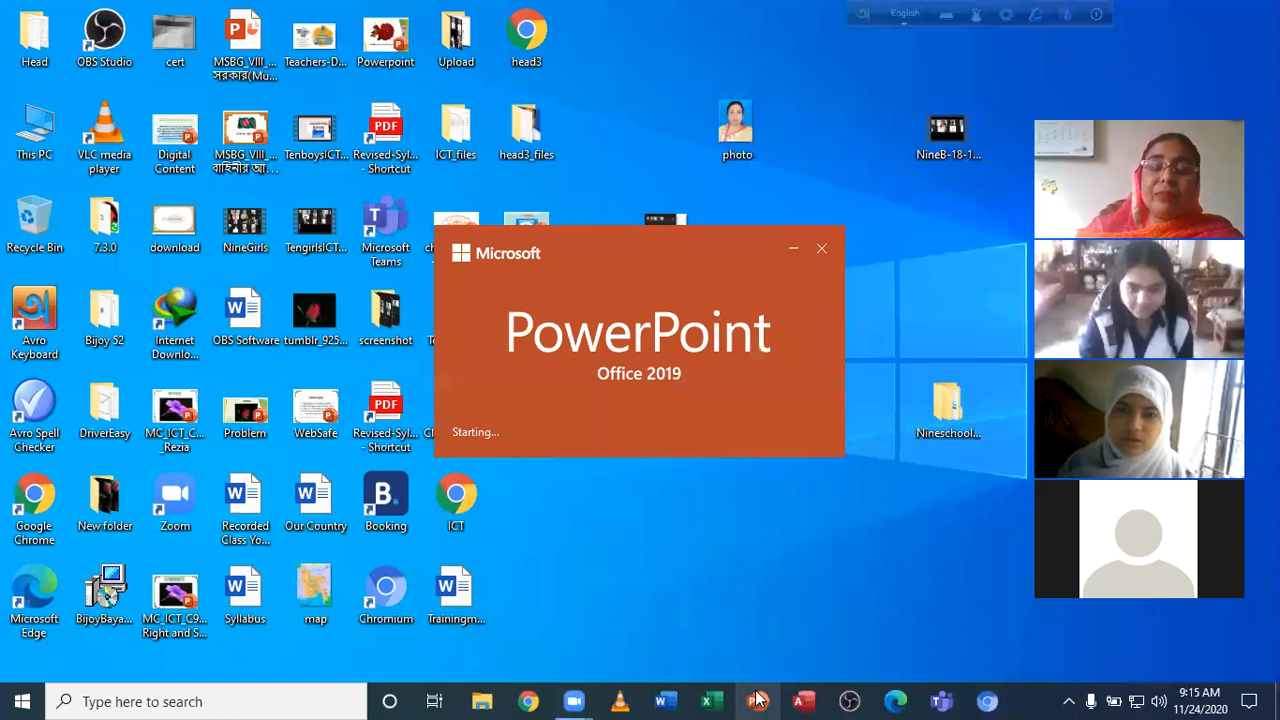 English
Head
OBS Studio
cert
MSBG_VIII_...
সরকার(Mu...
Teachers-D...
Powerpoint
Upload
head3
This PC
VLC media
player
Digital
Content
MSBG_VIII_...
বাহিনীর আ...
TenboysICT...
PDF
Revised-Syl...
- Shortcut
ICT_files
head3_files
photo
NineB-18-1...
Recycle Bin
7.3.0
download
NineGirls
TengirlsICT...
Microsoft
Teams
Microsoft
PowerPoint
Office 2019
Starting...
Avro
Keyboard
Bijoy 52
Internet
Downlo...
OBS Software
tumblr_925...
screenshot
Avro Spell
Checker
DriverEasy
MC_ICT_C...
_Rezia
Problem
WebSafe
PDF
Revised-Syl...
- Shortcut
Nineschool...
Google
Chrome
New folder
Zoom
Recorded
Class Yo...
Our Country
B.
Booking
ICT
Microsoft
Edge
BijoyBaya...
MC_ICT_C9...
Right and S...
Syllabus
map
Chromium
Trainingm...
Type here to search
9:15 AM
11/24/2020